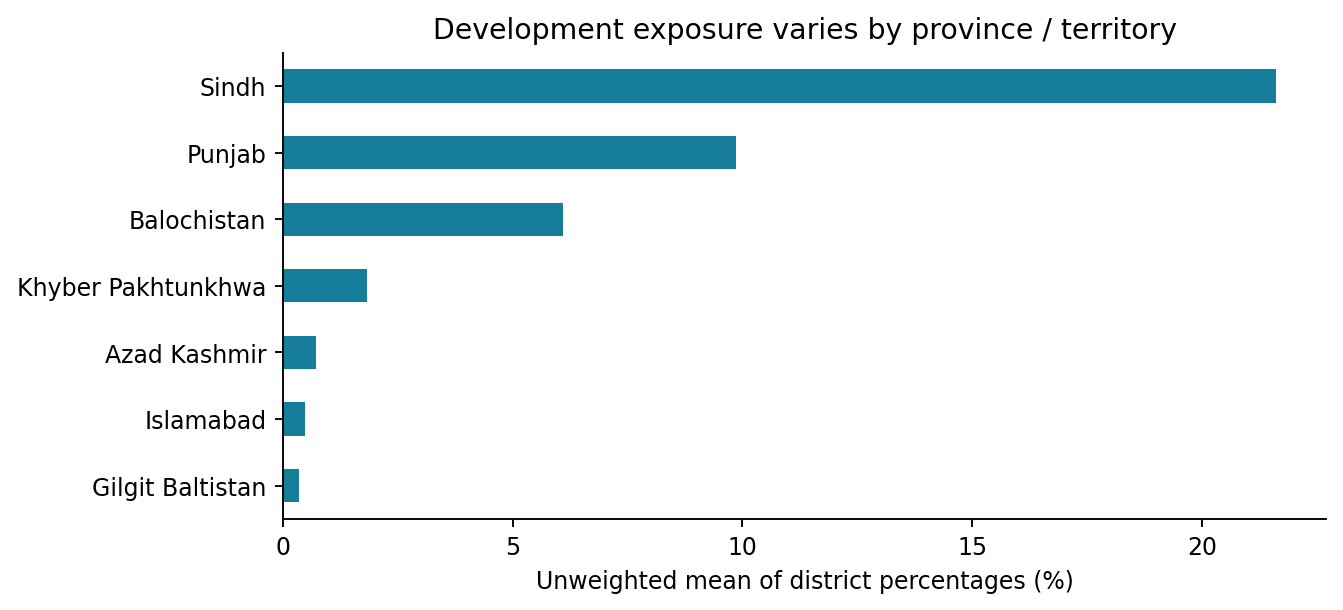 Development exposure varies by province / territory
Sindh
Punjab
Balochistan
Khyber Pakhtunkhwa
Azad Kashmir
Islamabad
Gilgit Baltistan
0 5 10 15 20
Unweighted mean of district percentages (%)